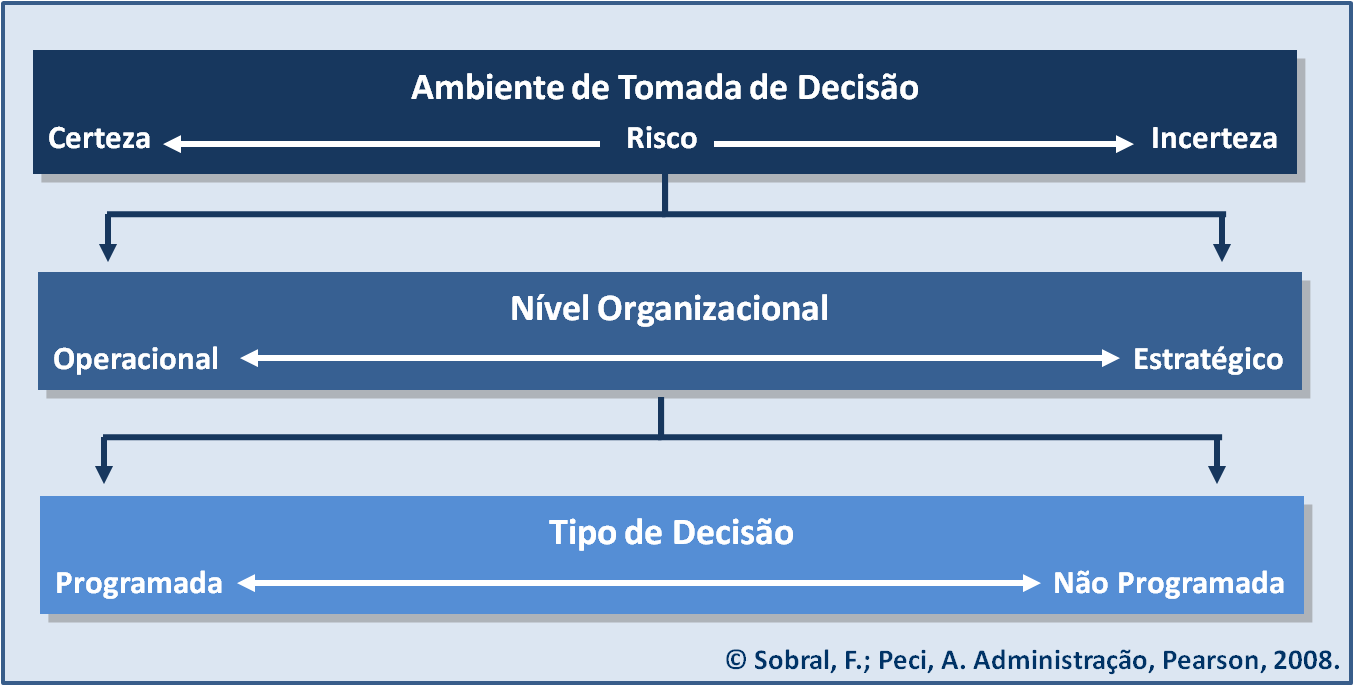 Ambiente de Tomada de Decisão
Certeza Risco Incerteza
Nível Organizacional
Operacional Estratégico
Tipo de Decisão
Programada Não Programada
© Sobral, F.; Peci, A. Administração, Pearson, 2008.